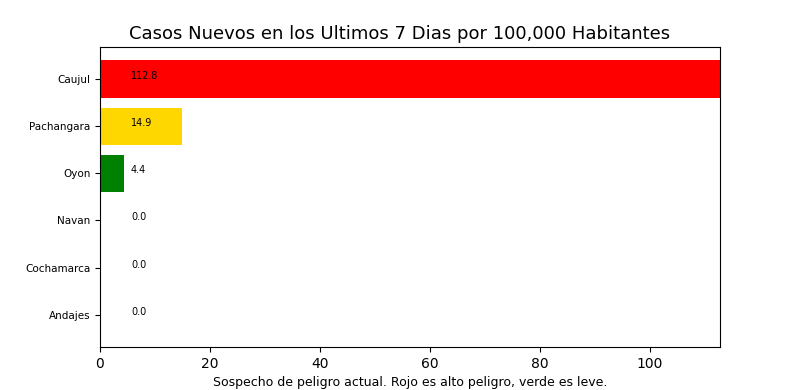 Casos Nuevos en los Ultimos 7 Dias por 100,000 Habitantes
Caujul 112.8
Pachangara 14.9
Oyon 4.4
Navan 0.0
Cochamarca 0.0
Andajes 0.0
0 20 40 60 80 100
Sospecho de peligro actual. Rojo es alto peligro, verde es leve.